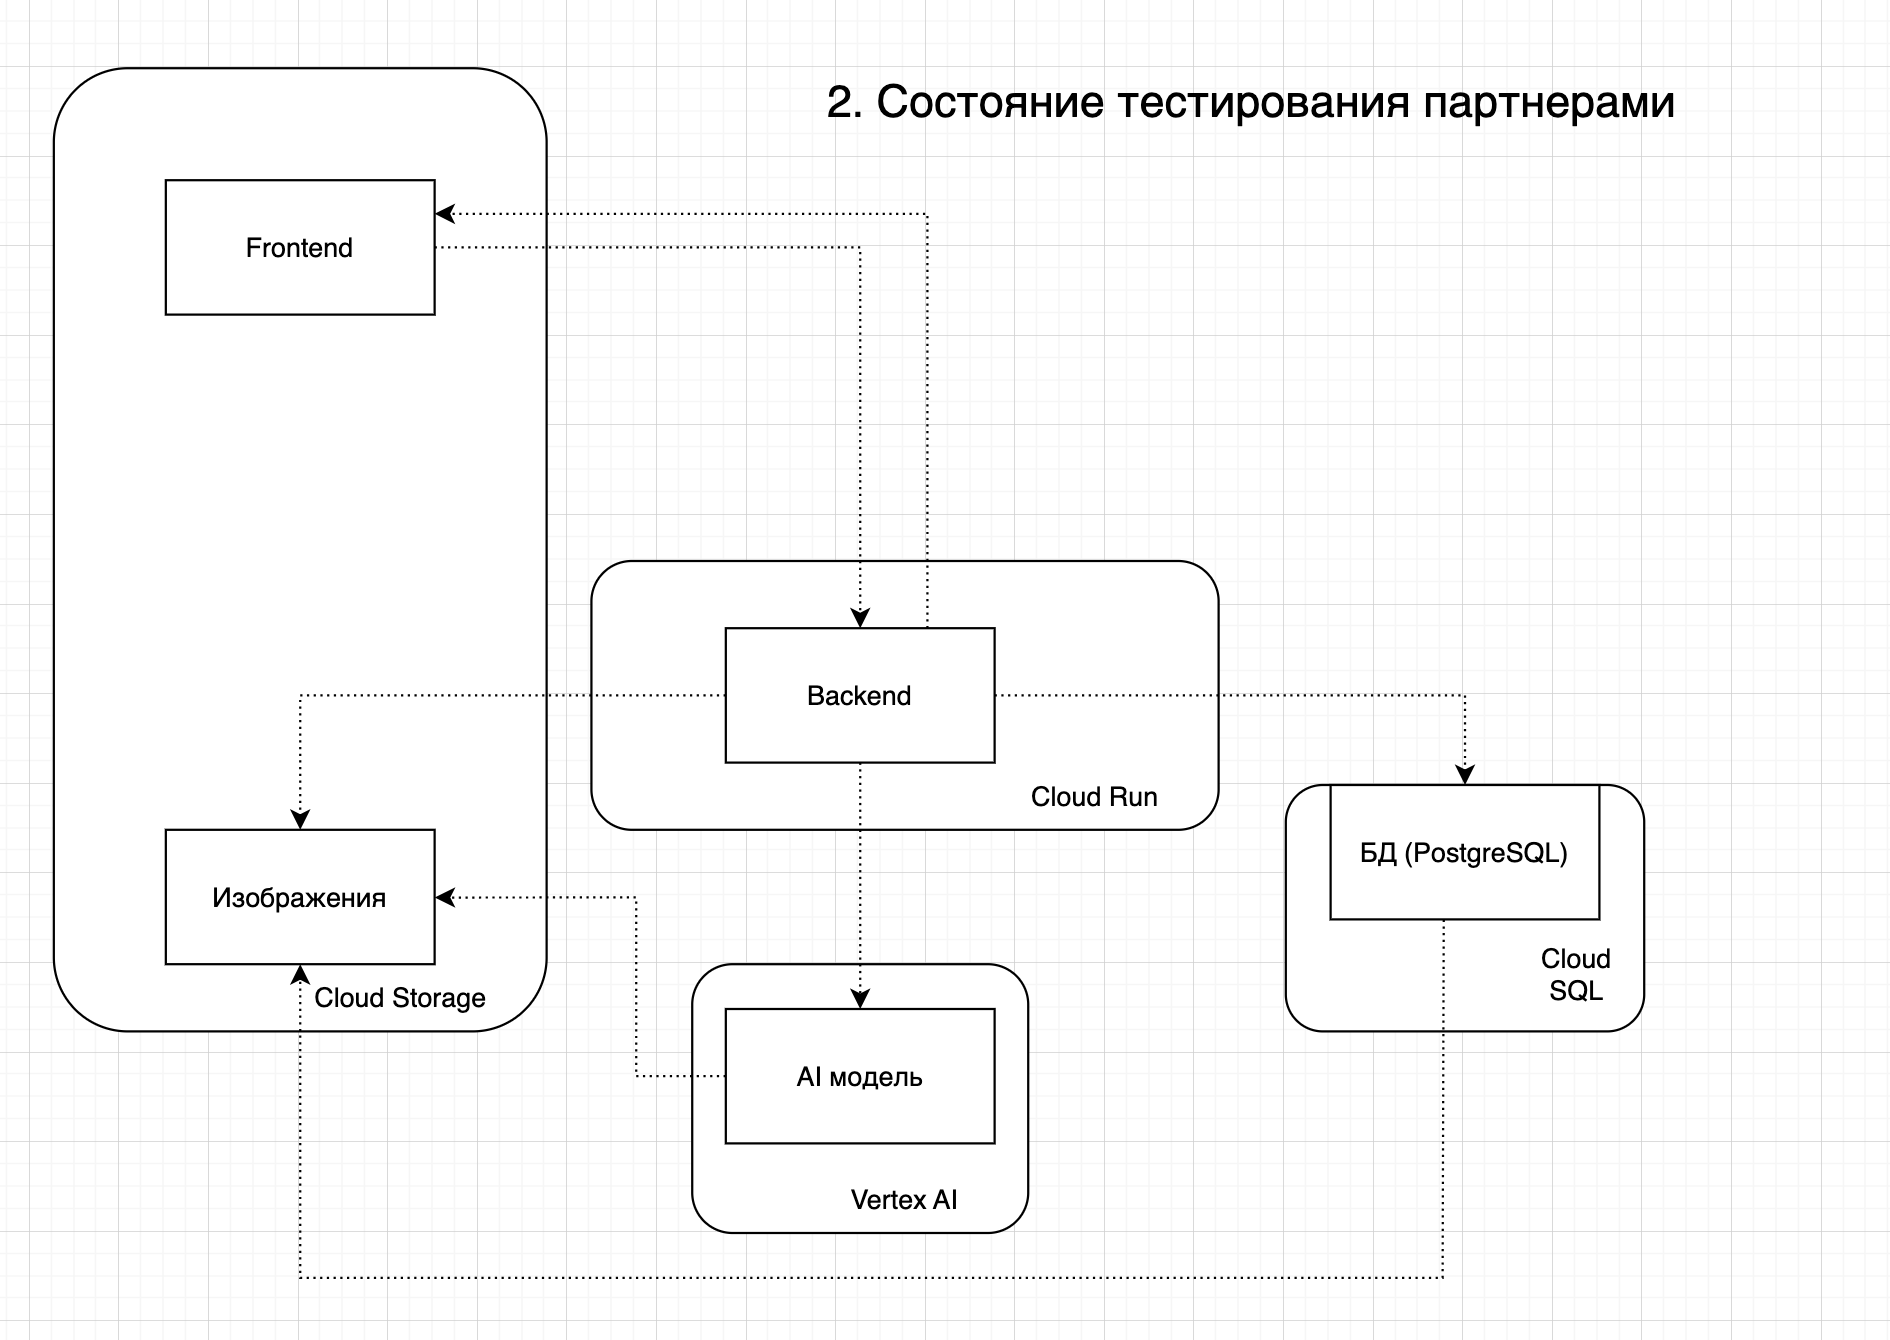 2. Состояние тестирования партнерами
Frontend
Backend
Cloud Run
БД (PostgreSQL)
Изображения
Cloud
SQL
Cloud Storage
AI модель
Vertex AI